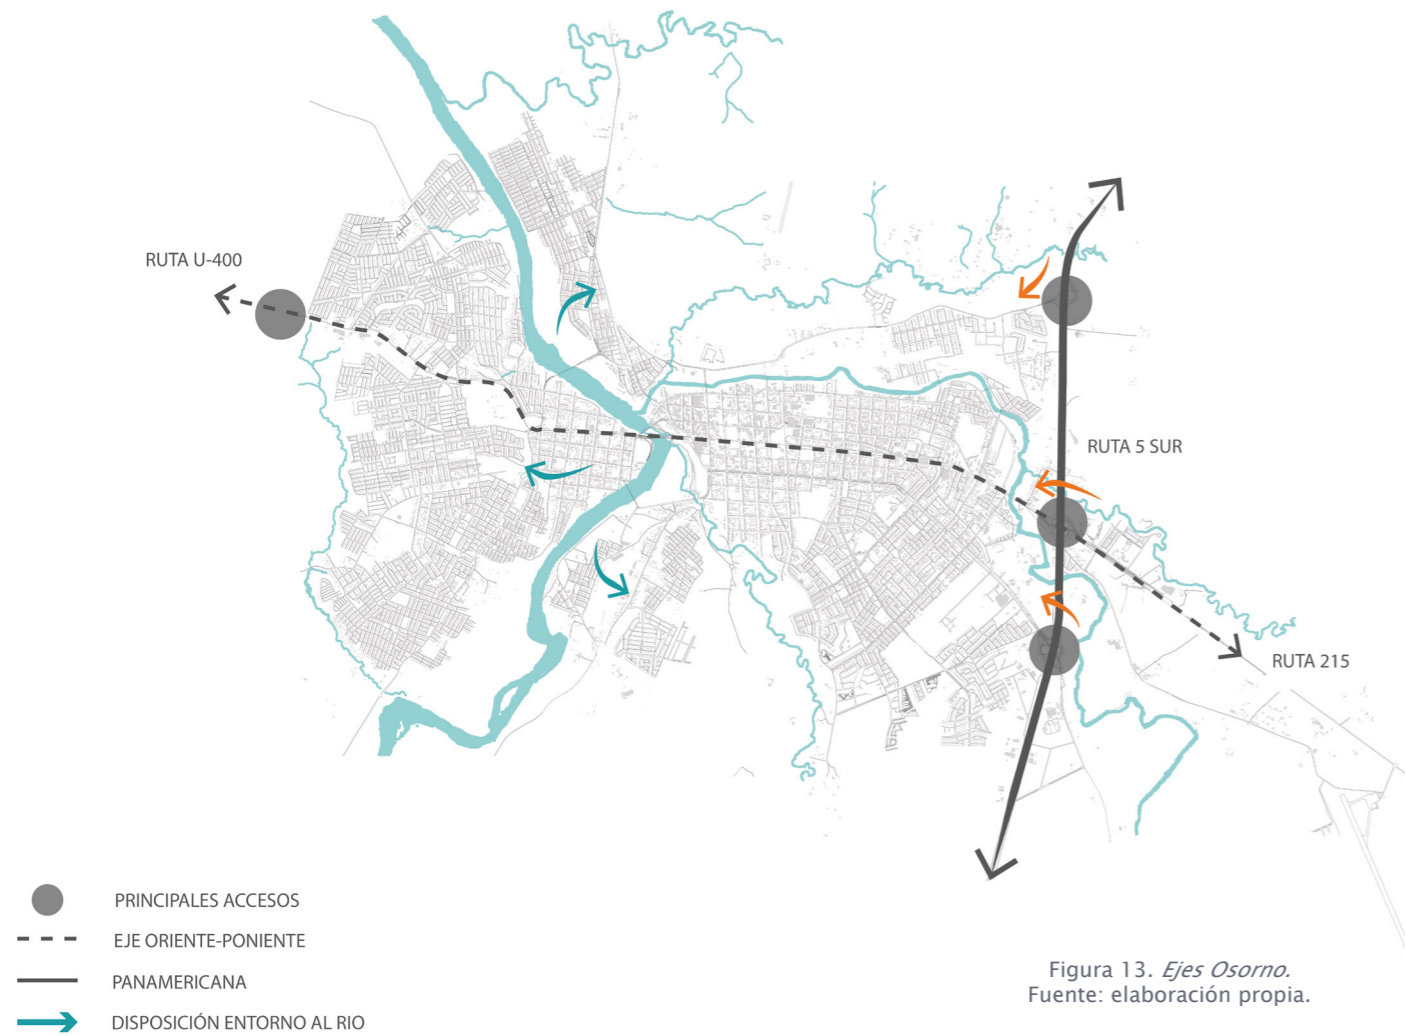 RUTA U-400
RUTA 5 SUR
RUTA 215
PRINCIPALES ACCESOS
EJE ORIENTE-PONIENTE
PANAMERICANA
DISPOSICIÓN ENTORNO AL RIO
Figura 13. Ejes Osorno.
Fuente: elaboración propia.